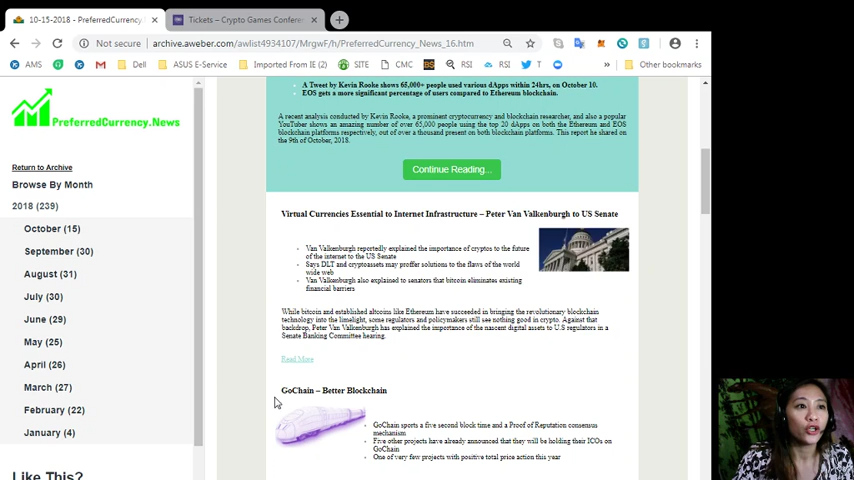 10-15-2018 - PreferredCurrency.
Tickets – Crypto Games Confere
Not secure
archive.aweber.com/awlist4934107/MrgwF/h/PreferredCurrency_News_16.htm
AMS
Dell
ASUS E-Service
Imported From IE (2)
SITE
CMC
RSI
RSI
T
»
Other bookmarks
PreferredCurrency.News
Return to Archive
Browse By Month
2018 (239)
October (15)
September (30)
August (31)
July (30)
June (29)
May (25)
April (26)
March (27)
February (22)
January (4)
Like This?
A Tweet by Kevin Rooke shows 65,000+ people used various dApps within 24hrs, on October 10.
EOS gets a more significant percentage of users compared to Ethereum blockchain.
A recent analysis conducted by Kevin Rooke, a prominent cryptocurrency and blockchain researcher, and also a popular
YouTuber shows an amazing number of over 65,000 people using the top 20 dApps on both the Ethereum and EOS
blockchain platforms respectively, out of over a thousand present on both blockchain platforms. This report he shared on
the 9th of October, 2018.
Continue Reading...
Virtual Currencies Essential to Internet Infrastructure – Peter Van Valkenburgh to US Senate
Van Valkenburgh reportedly explained the importance of cryptos to the future
of the internet to the US Senate
Says DLT and cryptoassets may proffer solutions to the flaws of the world
wide web
Van Valkenburgh also explained to senators that bitcoin eliminates existing
financial barriers
While bitcoin and established altcoins like Ethereum have succeeded in bringing the revolutionary blockchain
technology into the limelight, some regulators and policymakers still see nothing good in crypto. Against that
backdrop, Peter Van Valkenburgh has explained the importance of the nascent digital assets to U.S regulators in a
Senate Banking Committee hearing.
Read More
GoChain – Better Blockchain
GoChain sports a five second block time and a Proof of Reputation consensus
mechanism
Five other projects have already announced that they will be holding their ICOs on
GoChain
One of very few projects with positive total price action this year